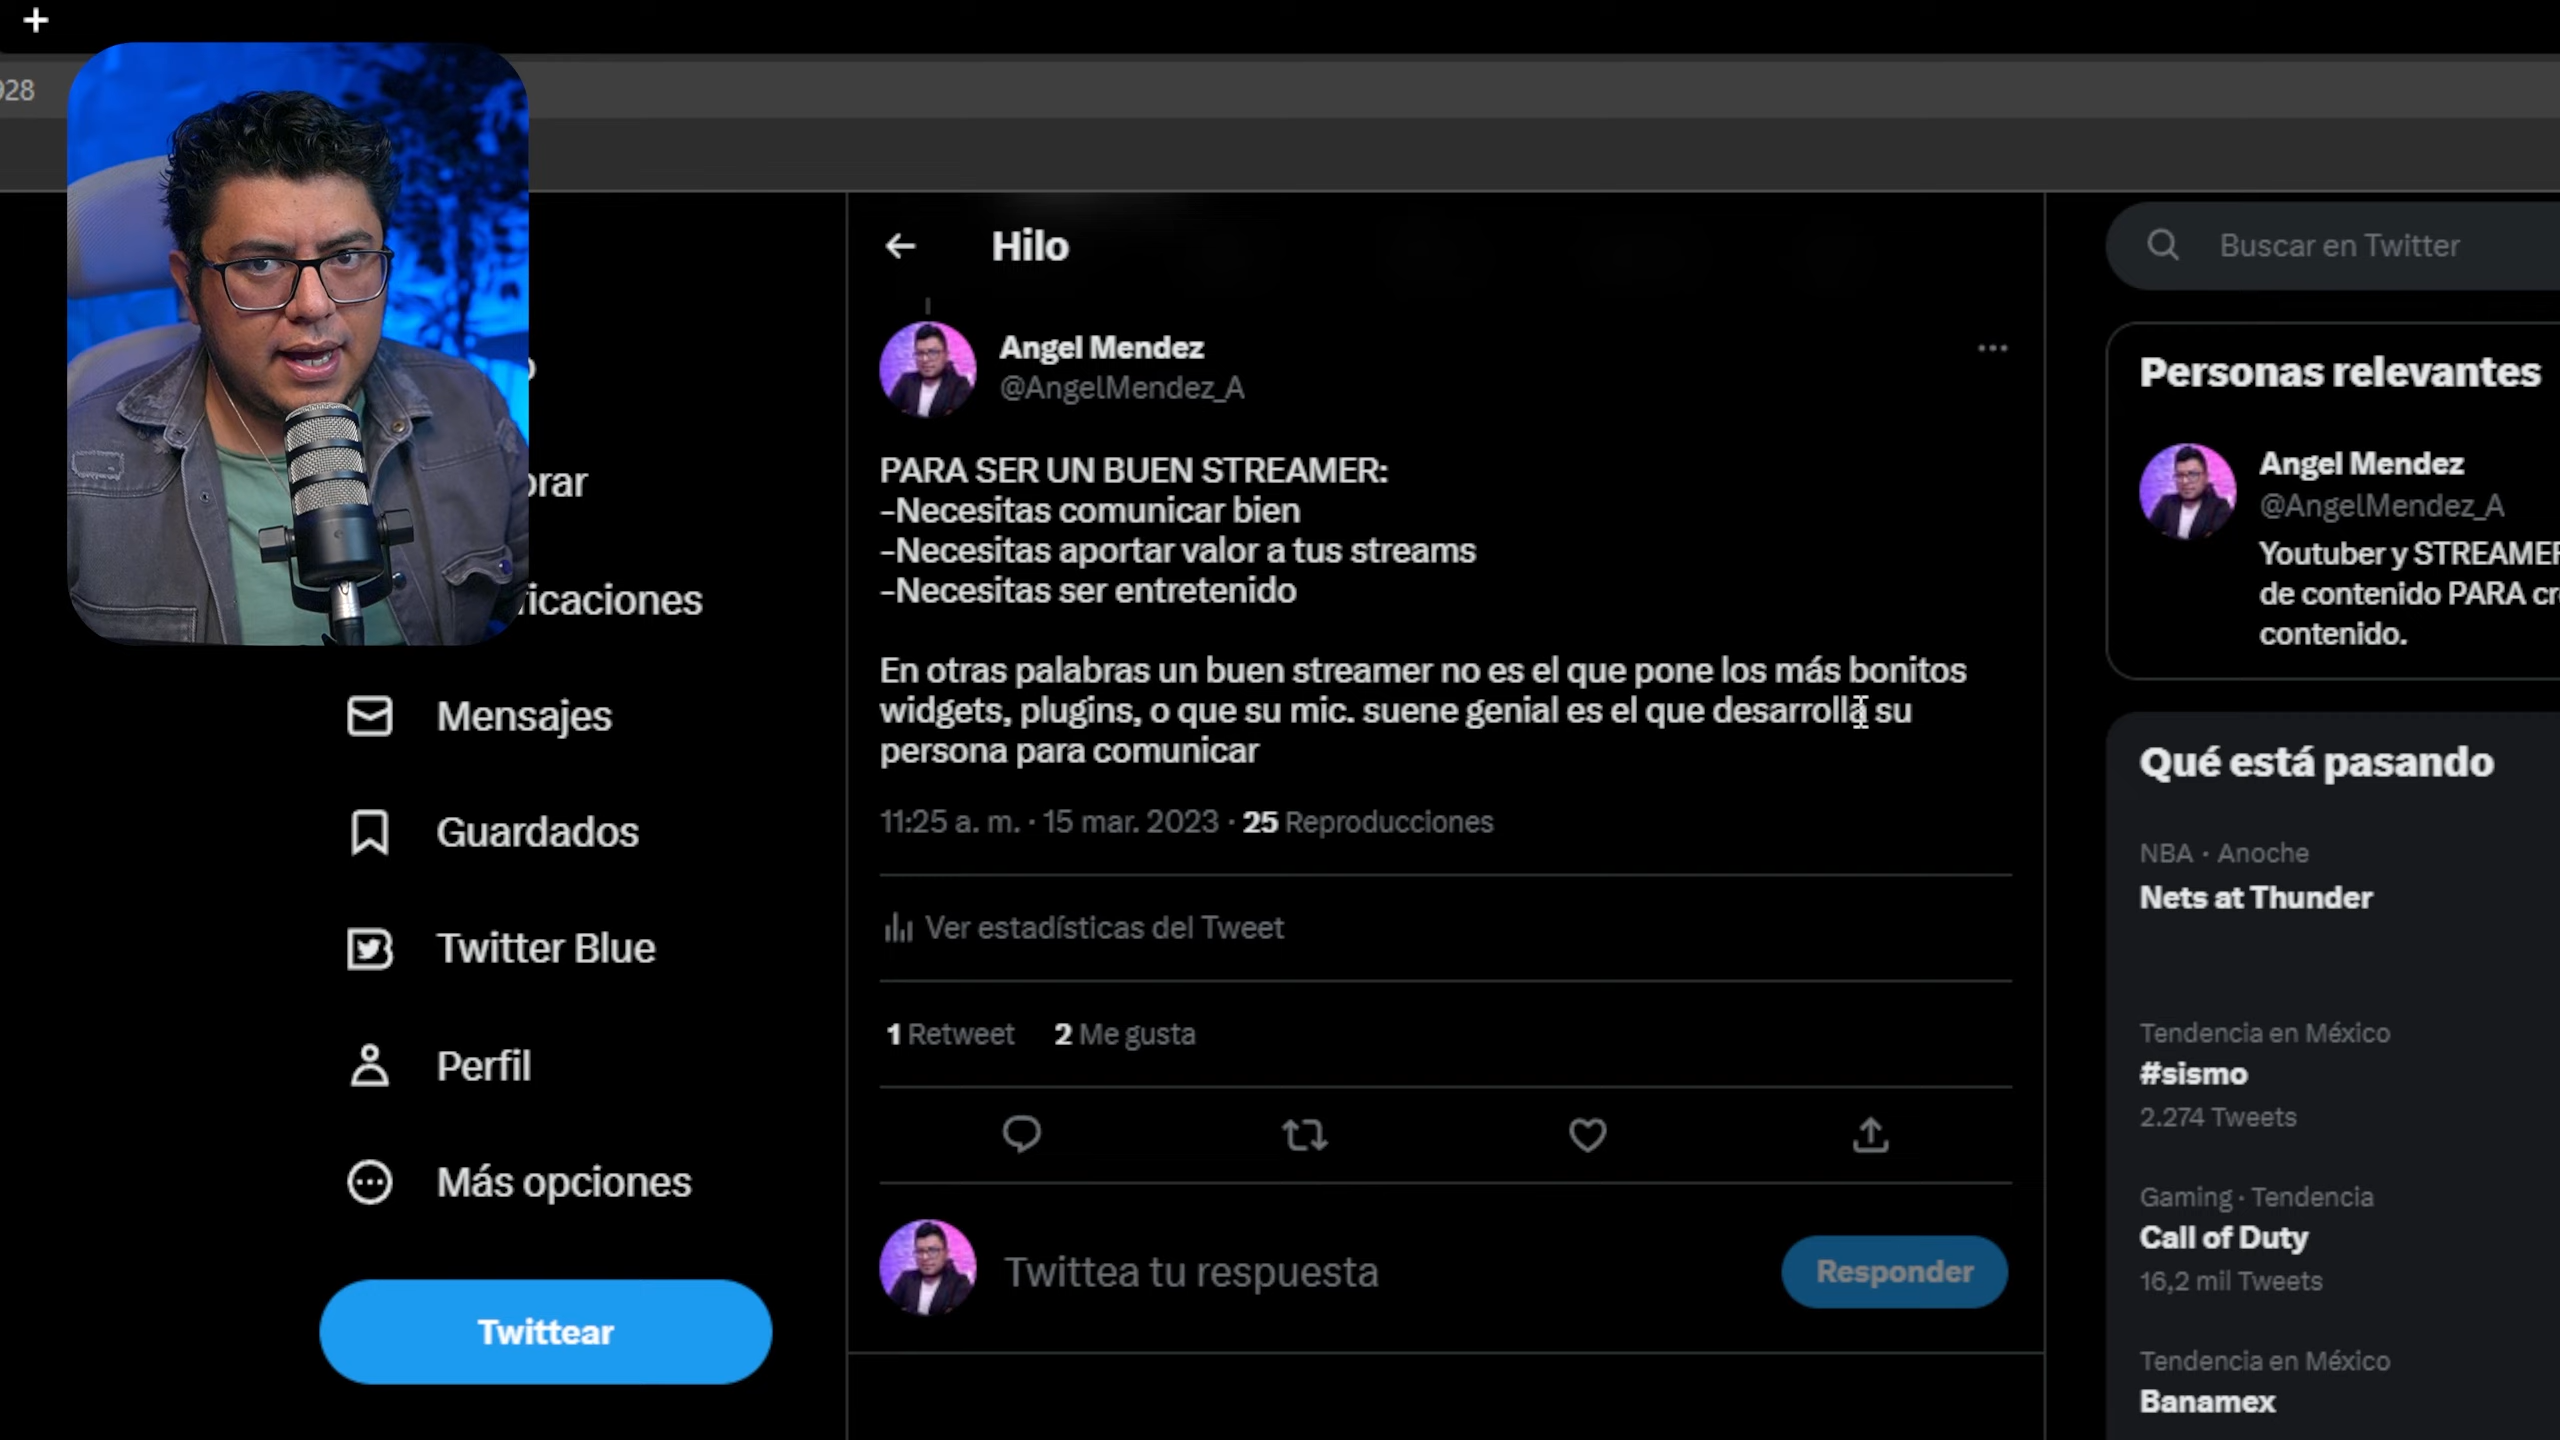 +
928
orar
ficaciones
Mensajes
Guardados
Twitter Blue
Perfil
Más opciones
Twittear
Hilo
Angel Mendez
@AngelMendez_A
PARA SER UN BUEN STREAMER:
-Necesitas comunicar bien
-Necesitas aportar valor a tus streams
-Necesitas ser entretenido
En otras palabras un buen streamer no es el que pone los más bonitos
widgets, plugins, o que su mic. suene genial es el que desarrolla su
persona para comunicar
11:25 a. m. · 15 mar. 2023 · 25 Reproducciones
Ver estadísticas del Tweet
1 Retweet 2 Me gusta
Twittea tu respuesta
Responder
Buscar en Twitter
Personas relevantes
Angel Mendez
@AngelMendez_A
Youtuber y STREAMER
de contenido PARA cr
contenido.
Qué está pasando
NBA · Anoche
Nets at Thunder
Tendencia en México
#sismo
2.274 Tweets
Gaming · Tendencia
Call of Duty
16,2 mil Tweets
Tendencia en México
Banamex